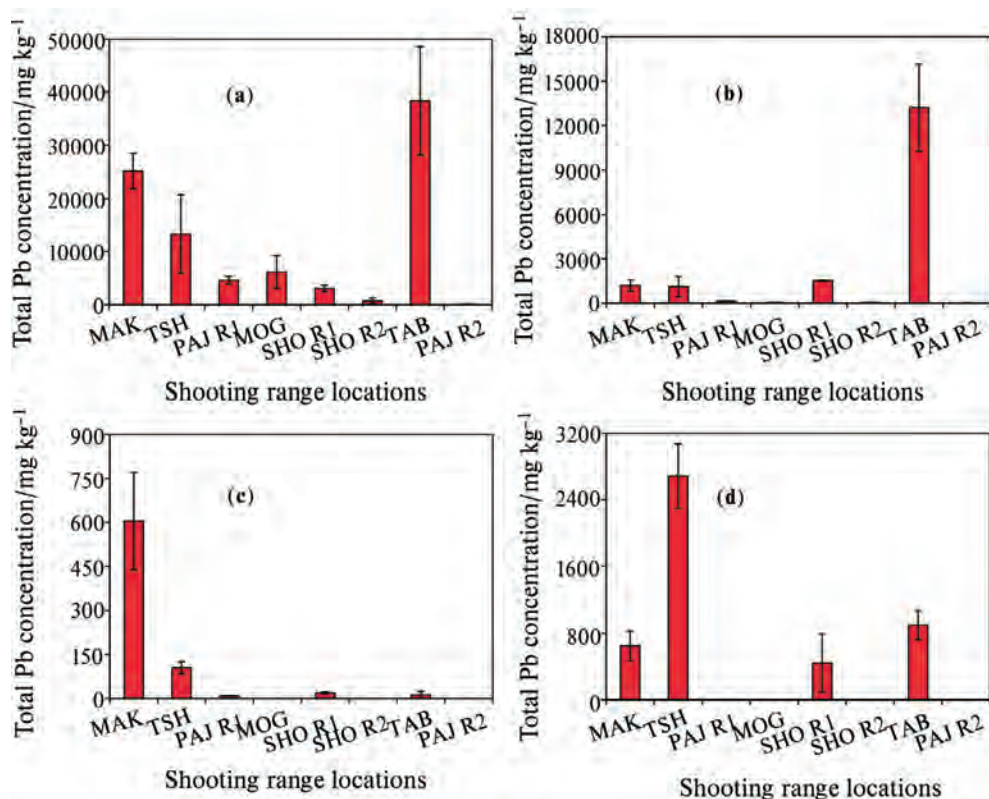 (a)
Total Pb concentration/mg kg⁻¹
50000
40000
30000
20000
10000
0
MAK
TSH
PAJ R1
MOG
SHO R1
SHO R2
TAB
PAJ R2
Shooting range locations
(b)
Total Pb concentration/mg kg⁻¹
18000
15000
12000
9000
6000
3000
0
MAK
TSH
PAJ R1
MOG
SHO R1
SHO R2
TAB
PAJ R2
Shooting range locations
(c)
Total Pb concentration/mg kg⁻¹
900
750
600
450
300
150
0
MAK
TSH
PAJ R1
MOG
SHO R1
SHO R2
TAB
PAJ R2
Shooting range locations
(d)
Total Pb concentration/mg kg⁻¹
3200
2400
1600
800
0
MAK
TSH
PAJ R1
MOG
SHO R1
SHO R2
TAB
PAJ R2
Shooting range locations